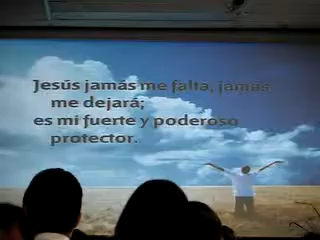 Jesús jamás me falta, jamás
me dejará;
es mi fuerte y poderoso
protector.